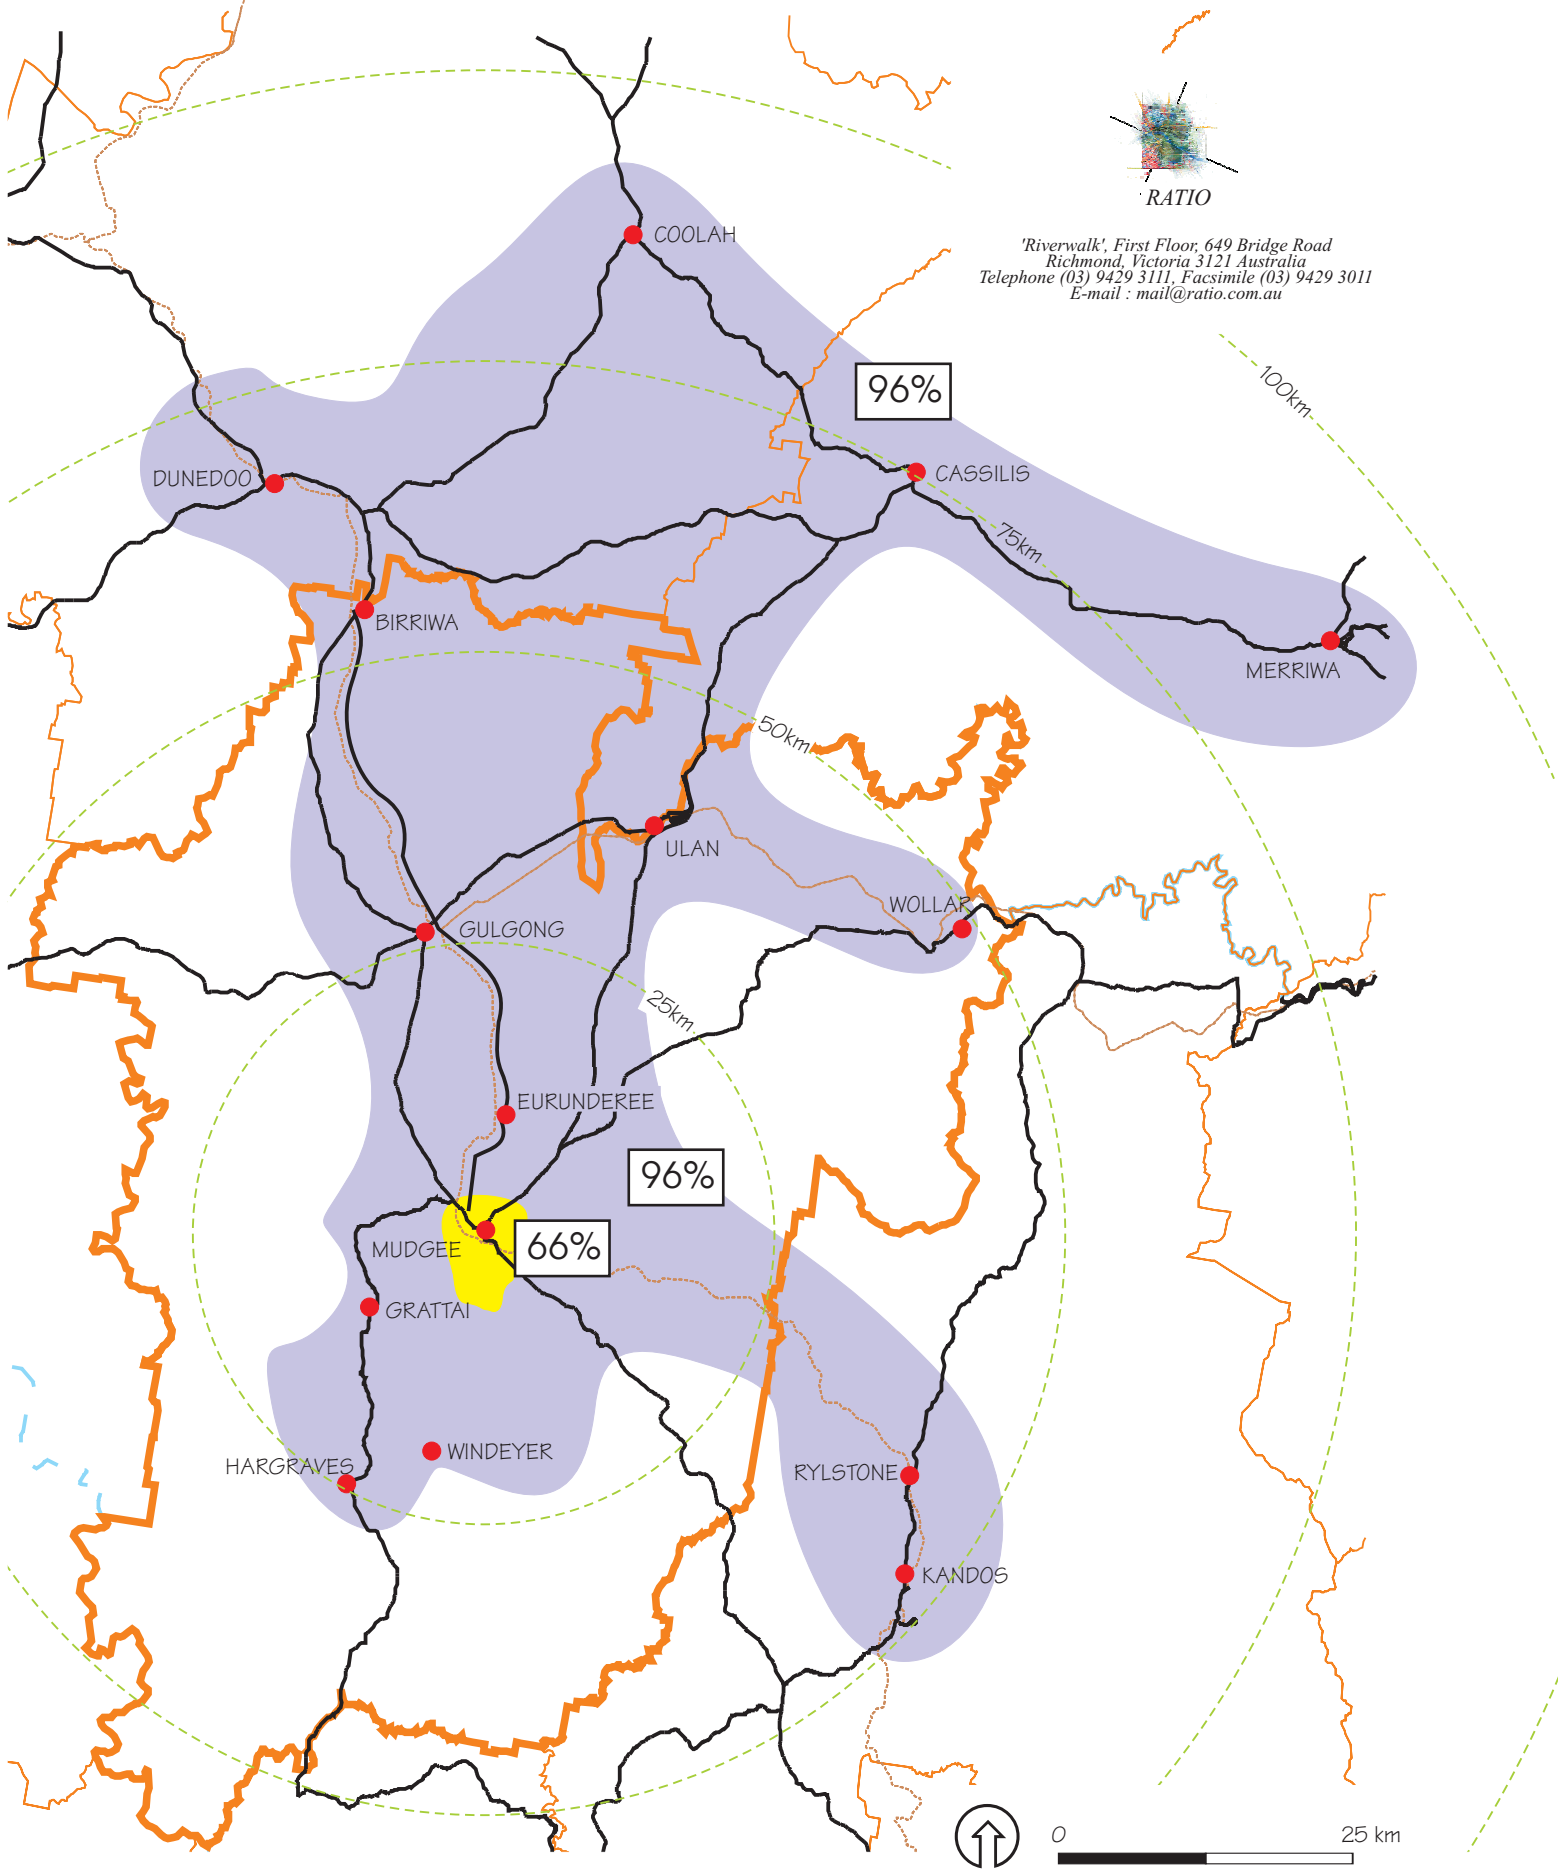 RATIO
'Riverwalk', First Floor, 649 Bridge Road
Richmond, Victoria 3121 Australia
Telephone (03) 9429 3111, Facsimile (03) 9429 3011
E-mail : mail@ratio.com.au
COOLAH
96%
100km
DUNEDOO
CASSILIS
75km
BIRRIWA
MERRIWA
50km
ULAN
WOLLAR
GULGONG
25km
EURUNDEREE
96%
MUDGEE
66%
GRATTAI
WINDEYER
HARGRAVES
RYLSTONE
KANDOS
0
25 km